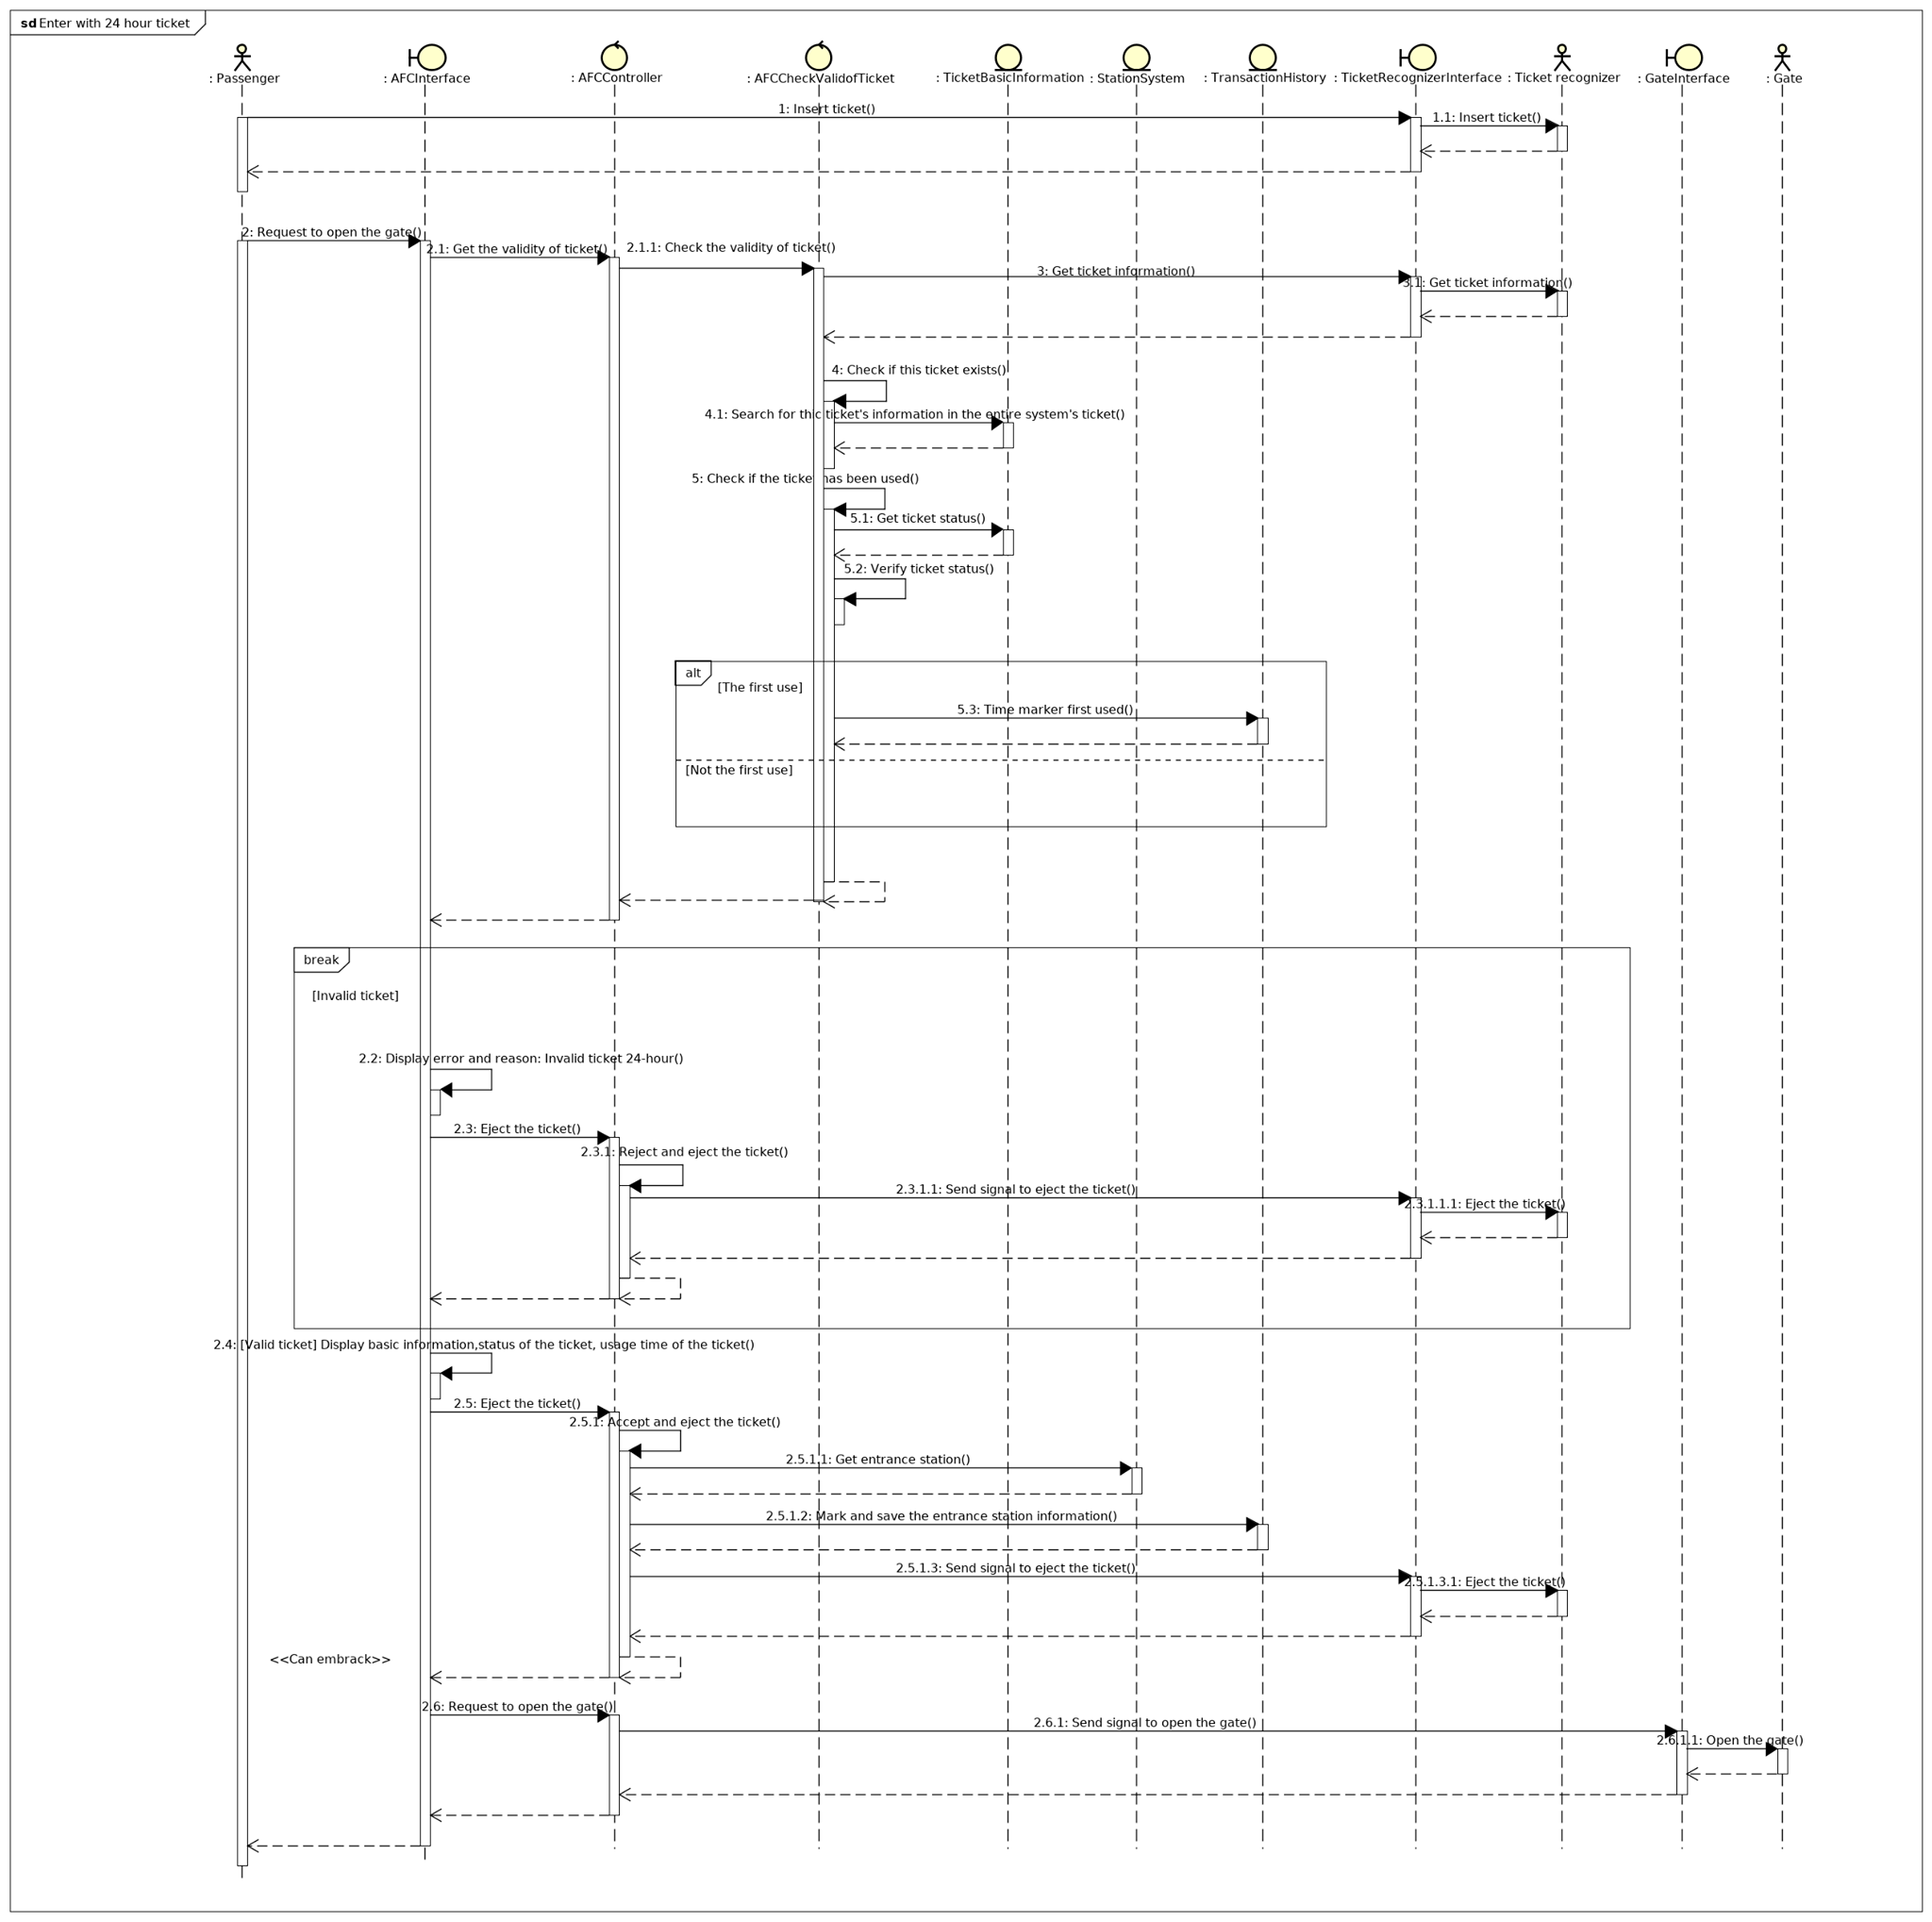 sd Enter with 24 hour ticket
: Passenger
: AFCInterface
: AFCController
: AFCCheckValidofTicket
: TicketBasicInformation
: StationSystem
: TransactionHistory
: TicketRecognizerInterface
: Ticket recognizer
: GateInterface
: Gate
1: Insert ticket()
1.1: Insert ticket()
2: Request to open the gate()
2.1: Get the validity of ticket()
2.1.1: Check the validity of ticket()
3: Get ticket information()
3.1: Get ticket information()
4: Check if this ticket exists()
4.1: Search for this ticket's information in the entire system's ticket()
5: Check if the ticket has been used()
5.1: Get ticket status()
5.2: Verify ticket status()
alt
[The first use]
5.3: Time marker first used()
[Not the first use]
break
[Invalid ticket]
2.2: Display error and reason: Invalid ticket 24-hour()
2.3: Eject the ticket()
2.3.1: Reject and eject the ticket()
2.3.1.1: Send signal to eject the ticket()
2.3.1.1.1: Eject the ticket()
2.4: [Valid ticket] Display basic information,status of the ticket, usage time of the ticket()
2.5: Eject the ticket()
2.5.1: Accept and eject the ticket()
2.5.1.1: Get entrance station()
2.5.1.2: Mark and save the entrance station information()
2.5.1.3: Send signal to eject the ticket()
2.5.1.3.1: Eject the ticket()
<<Can embrack>>
2.6: Request to open the gate()
2.6.1: Send signal to open the gate()
2.6.1.1: Open the gate()